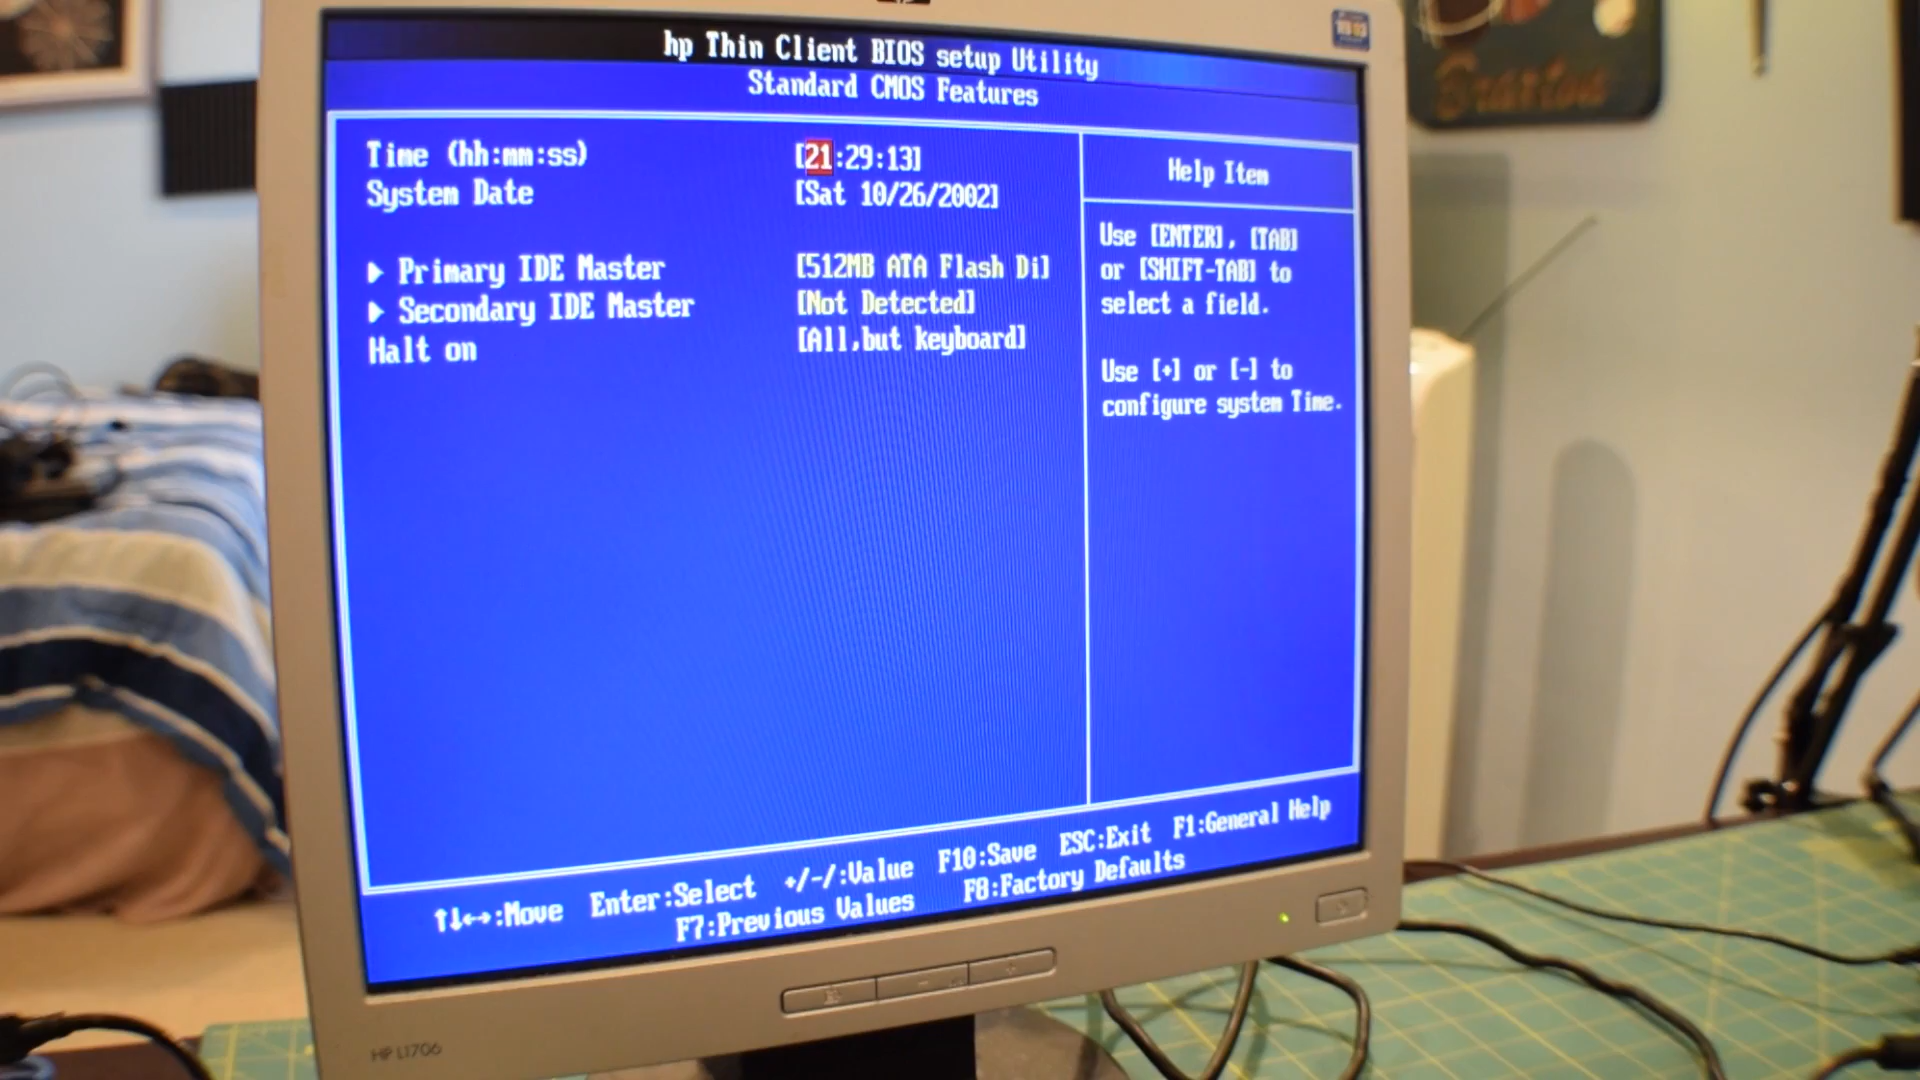 hp Thin Client BIOS setup Utility
Standard CMOS Features
Time (hh:mm:ss) [21:29:13]
System Date [Sat 10/26/2002]
Primary IDE Master [512MB ATA Flash Di]
Secondary IDE Master [Not Detected]
Halt on [All,but keyboard]
Help Item
Use [ENTER], [TAB]
or [SHIFT-TAB] to
select a field.
Use [+] or [-] to
configure system Time.
↑↓←→:Move Enter:Select +/-/:Value F10:Save ESC:Exit F1:General Help
F7:Previous Values F8:Factory Defaults
HP L1706